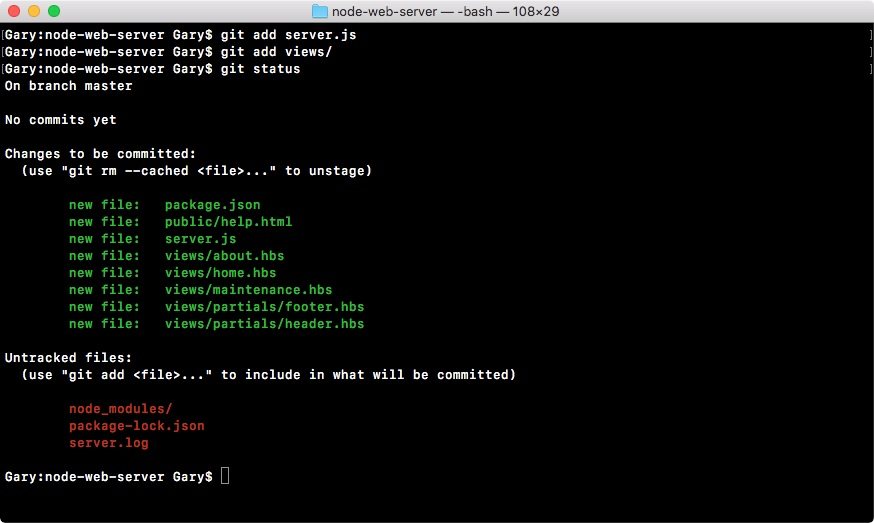 node-web-server — -bash — 108×29
[Gary:node-web-server Gary$ git add server.js ]
[Gary:node-web-server Gary$ git add views/ ]
[Gary:node-web-server Gary$ git status ]
On branch master
No commits yet
Changes to be committed:
(use "git rm --cached <file>..." to unstage)
new file: package.json
new file: public/help.html
new file: server.js
new file: views/about.hbs
new file: views/home.hbs
new file: views/maintenance.hbs
new file: views/partials/footer.hbs
new file: views/partials/header.hbs
Untracked files:
(use "git add <file>..." to include in what will be committed)
node_modules/
package-lock.json
server.log
Gary:node-web-server Gary$